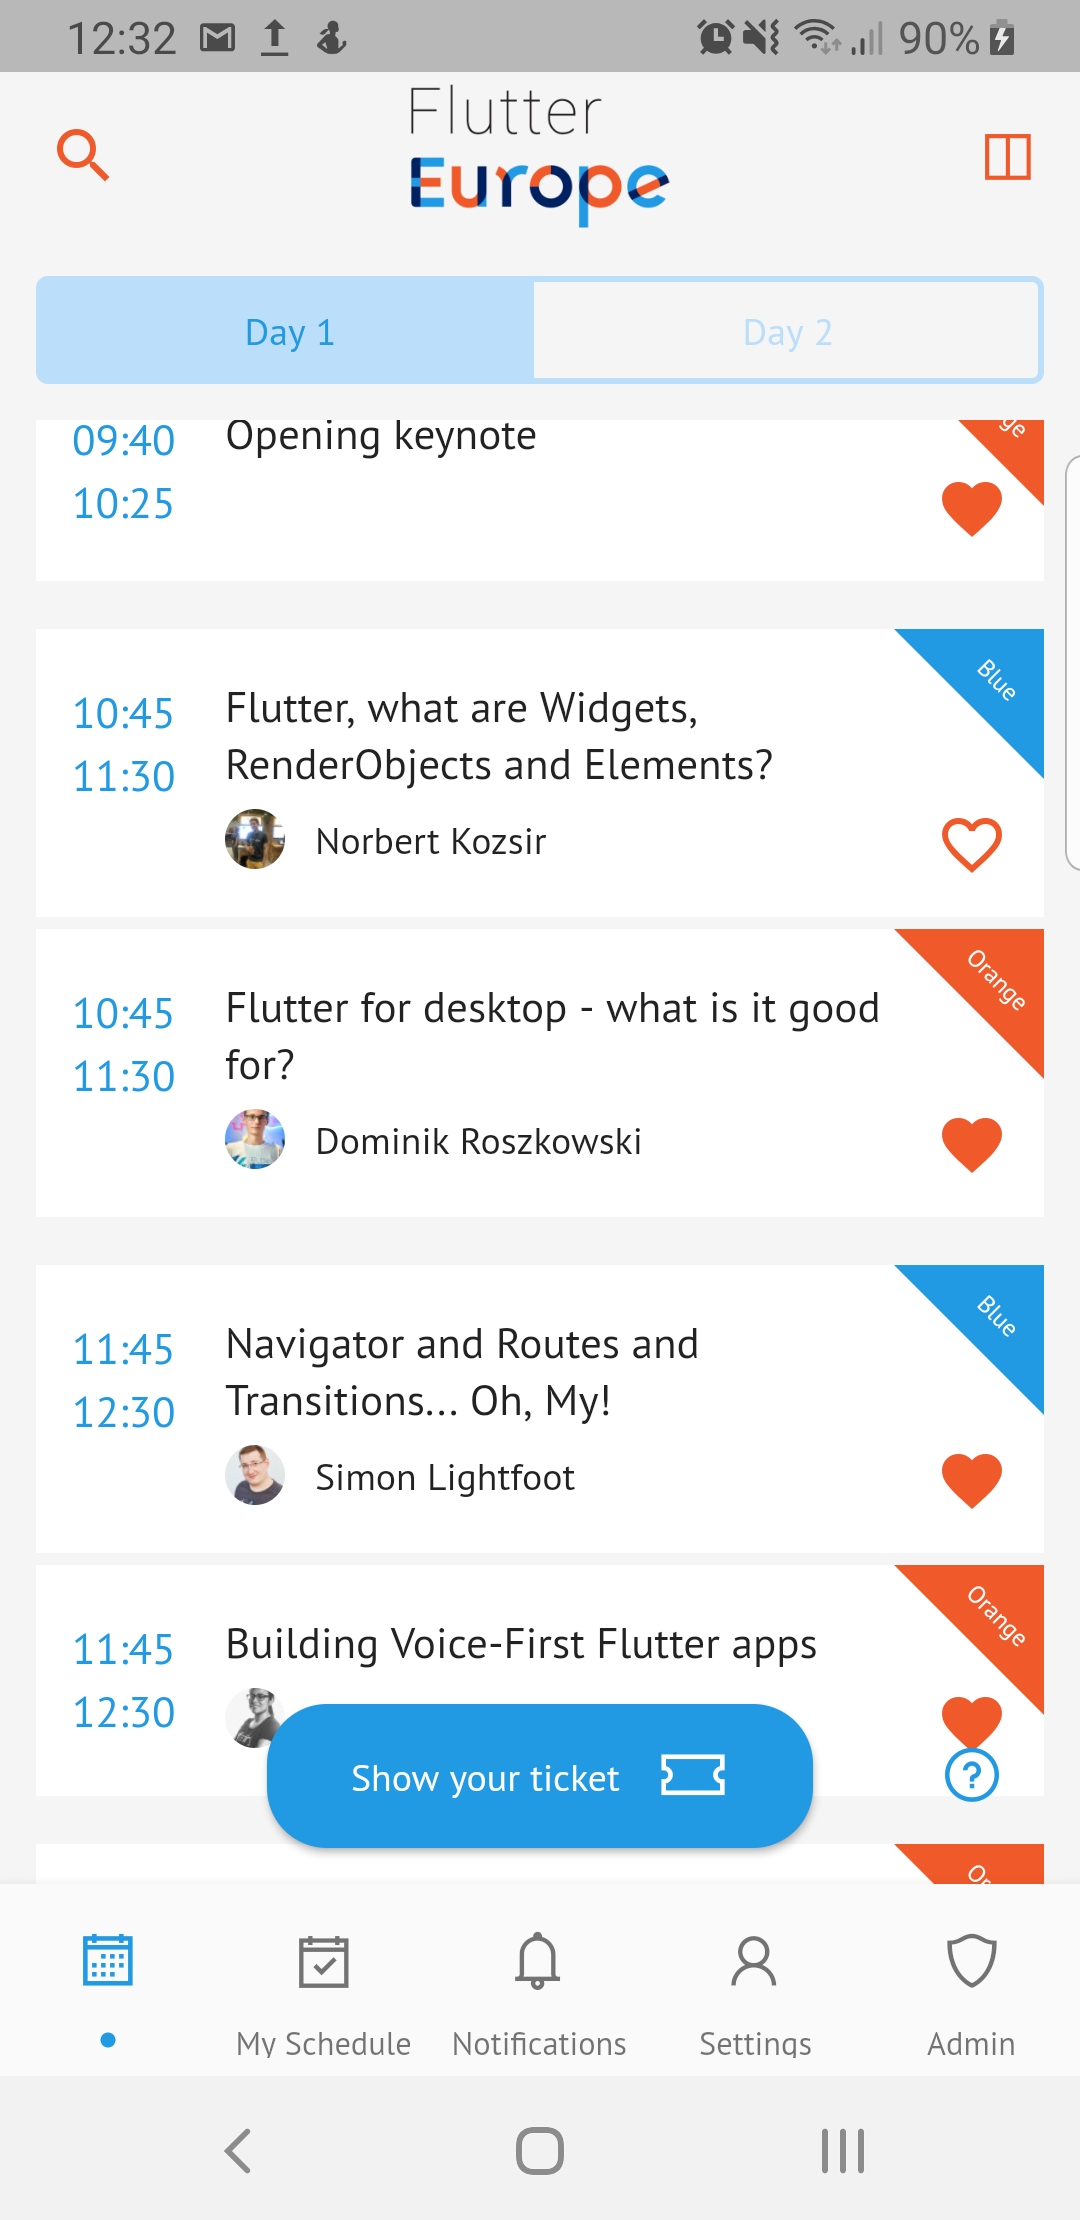 12:32
90%
Flutter
Europe
Day 1
Day 2
09:40
Opening keynote
ge
10:25
Blue
10:45
Flutter, what are Widgets,
RenderObjects and Elements?
11:30
Norbert Kozsir
Orange
10:45
Flutter for desktop - what is it good
for?
11:30
Dominik Roszkowski
Blue
11:45
Navigator and Routes and
Transitions... Oh, My!
12:30
Simon Lightfoot
Orange
11:45
Building Voice-First Flutter apps
12:30
Show your ticket
?
Or
My Schedule
Notifications
Settings
Admin